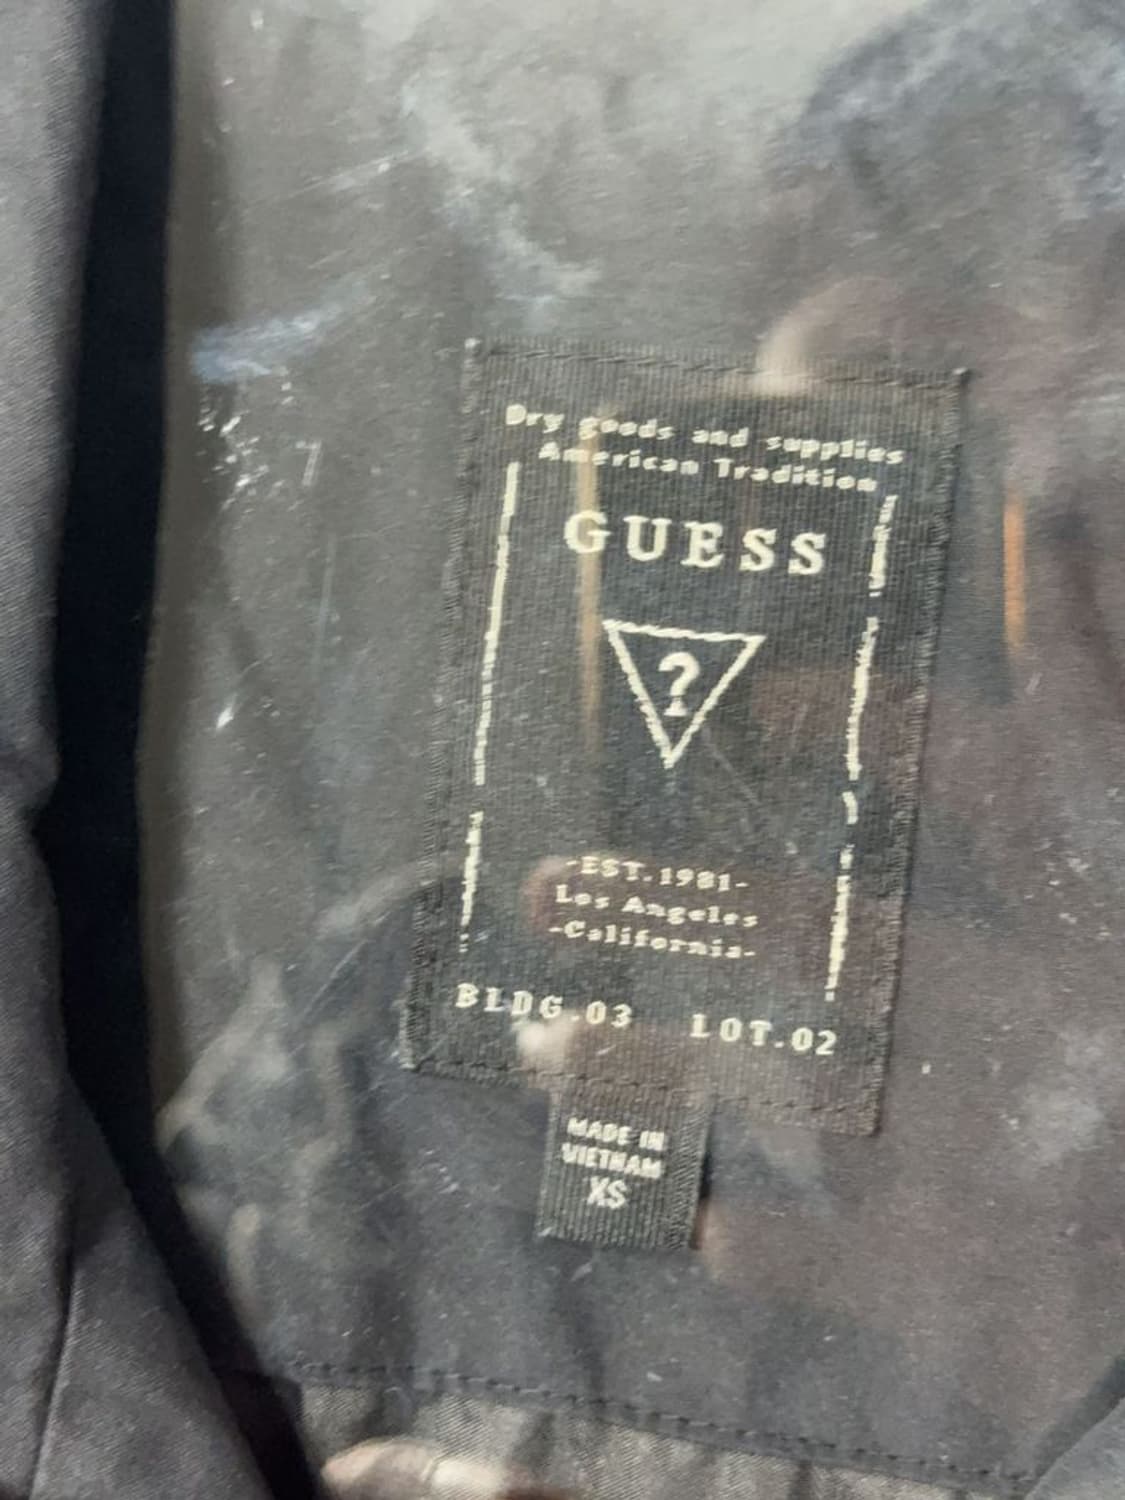 Dry goods and supplies
American Tradition
GUESS
?
-EST.1981-
Los Angeles
-California-
BLDG.03 LOT.02
MADE IN
VIETNAM
XS